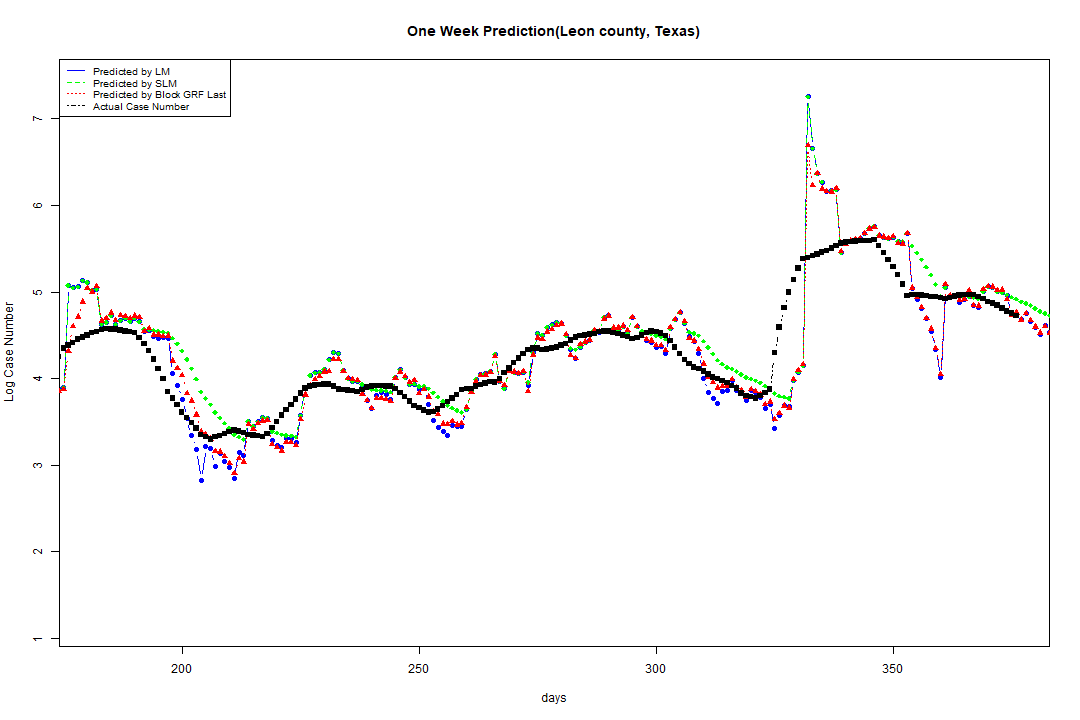 One Week Prediction(Leon county, Texas)
Predicted by LM
Predicted by SLM
Predicted by Block GRF Last
Actual Case Number
7
6
5
4
3
2
1
Log Case Number
200 250 300 350
days